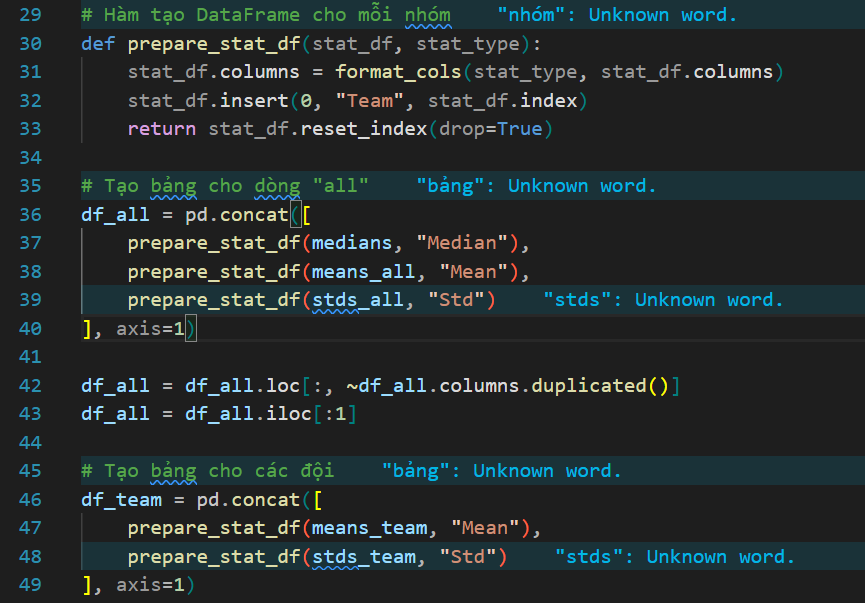 29 # Hàm tạo DataFrame cho mỗi nhóm "nhóm": Unknown word.
30 def prepare_stat_df(stat_df, stat_type):
31 stat_df.columns = format_cols(stat_type, stat_df.columns)
32 stat_df.insert(0, "Team", stat_df.index)
33 return stat_df.reset_index(drop=True)
34
35 # Tạo bảng cho dòng "all" "bảng": Unknown word.
36 df_all = pd.concat([
37 prepare_stat_df(medians, "Median"),
38 prepare_stat_df(means_all, "Mean"),
39 prepare_stat_df(stds_all, "Std") "stds": Unknown word.
40 ], axis=1)
41
42 df_all = df_all.loc[:, ~df_all.columns.duplicated()]
43 df_all = df_all.iloc[:1]
44
45 # Tạo bảng cho các đội "bảng": Unknown word.
46 df_team = pd.concat([
47 prepare_stat_df(means_team, "Mean"),
48 prepare_stat_df(stds_team, "Std") "stds": Unknown word.
49 ], axis=1)